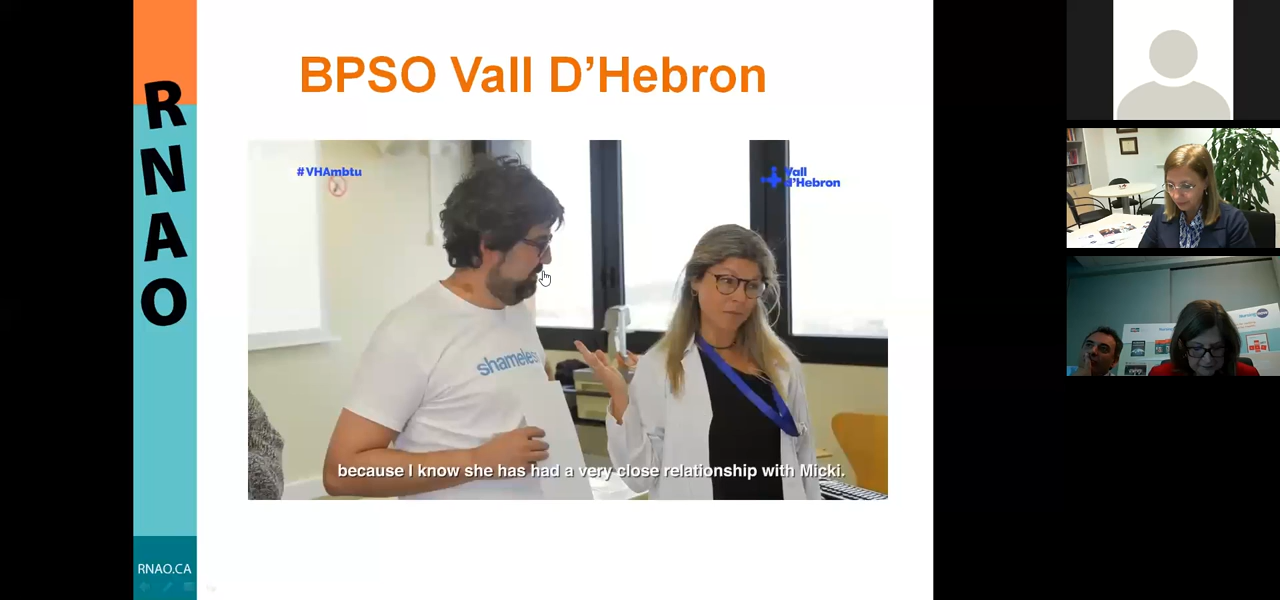 BPSO Vall D’Hebron
RNAO
#VHAmbtu
Vall
d'Hebron
shameless
because I know she has had a very close relationship with Micki.
RNAO.CA